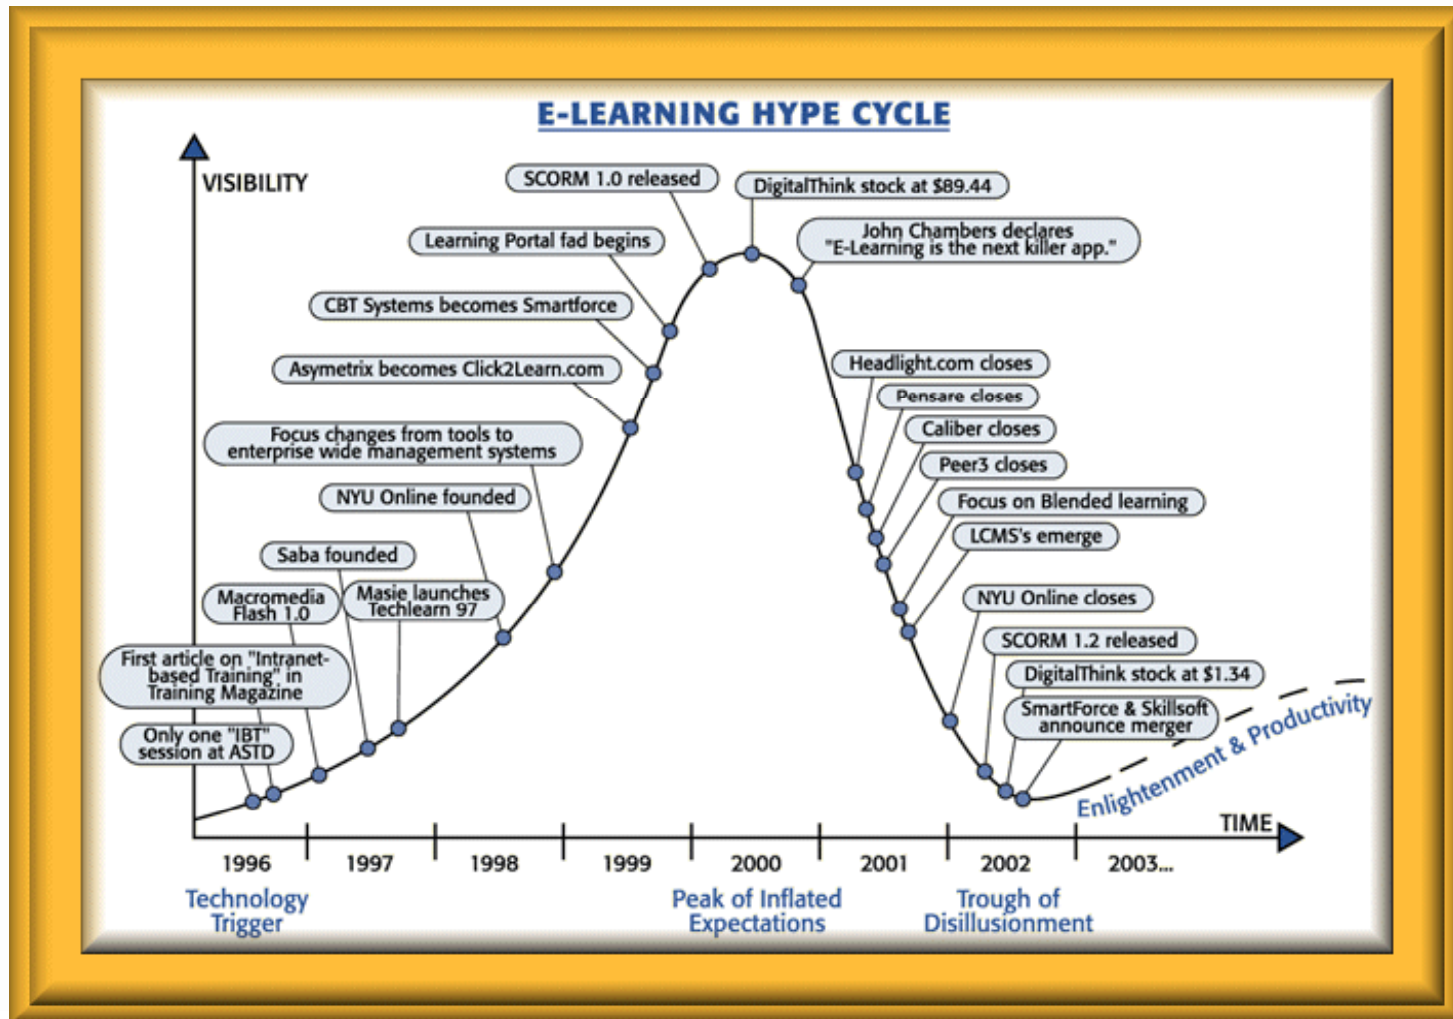 E-LEARNING HYPE CYCLE
VISIBILITY
SCORM 1.0 released
DigitalThink stock at $89.44
Learning Portal fad begins
John Chambers declares
"E-Learning is the next killer app."
CBT Systems becomes Smartforce
Asymetrix becomes Click2Learn.com
Headlight.com closes
Pensare closes
Caliber closes
Focus changes from tools to
enterprise wide management systems
Peer3 closes
NYU Online founded
Focus on Blended learning
LCMS's emerge
Saba founded
Macromedia
Flash 1.0
Masie launches
Techlearn 97
NYU Online closes
SCORM 1.2 released
First article on "Intranet-
based Training" in
Training Magazine
DigitalThink stock at $1.34
SmartForce & Skillsoft
announce merger
Only one "IBT"
session at ASTD
Enlightenment & Productivity
TIME
1996
1997
1998
1999
2000
2001
2002
2003...
Technology
Trigger
Peak of Inflated
Expectations
Trough of
Disillusionment